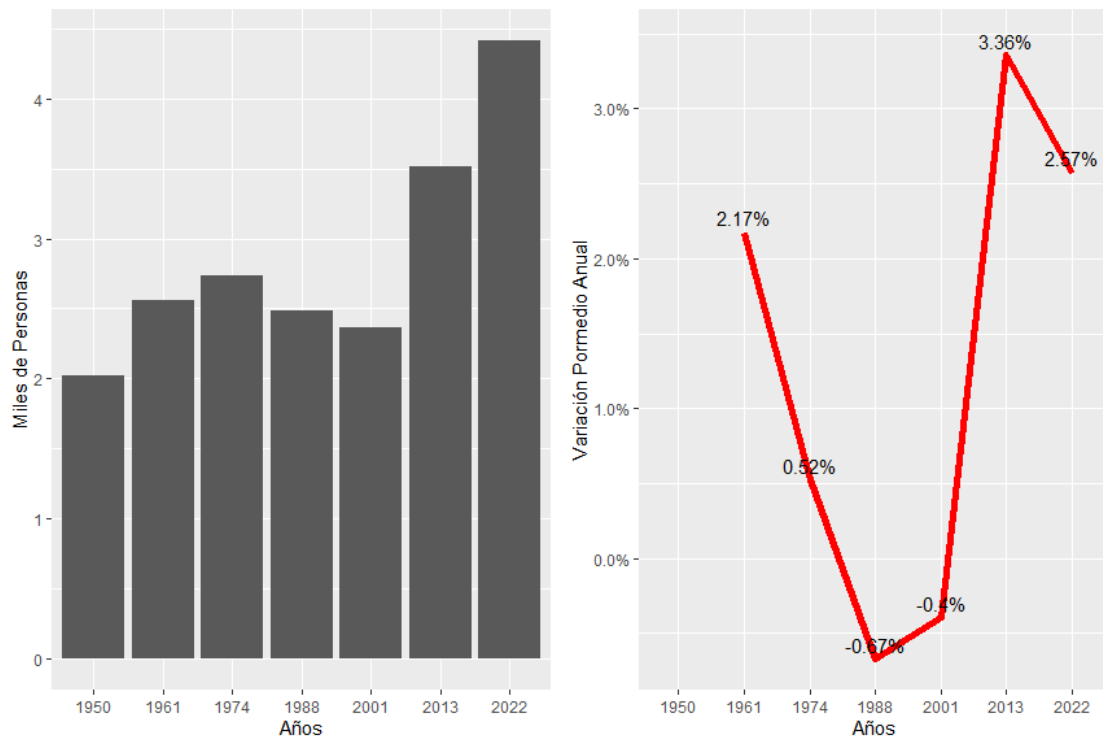 4
3
2
1
0
Miles de Personas
1950 1961 1974 1988 2001 2013 2022
Años
3.0%
2.0%
1.0%
0.0%
Variación Pormedio Anual
2.17%
0.52%
-0.67%
-0.4%
3.36%
2.57%
1950 1961 1974 1988 2001 2013 2022
Años